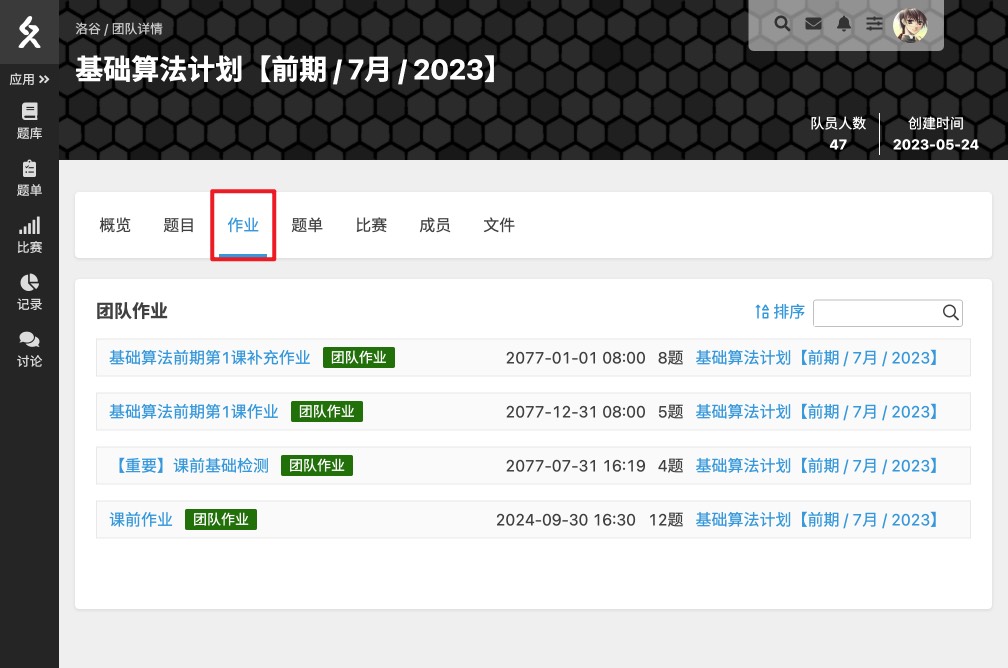 洛谷 / 团队详情
基础算法计划【前期 / 7月 / 2023】
队员人数
47
创建时间
2023-05-24
应用
题库
题单
比赛
记录
讨论
概览 题目 作业 题单 比赛 成员 文件
团队作业 排序
基础算法前期第1课补充作业 团队作业 2077-01-01 08:00 8题 基础算法计划【前期 / 7月 / 2023】
基础算法前期第1课作业 团队作业 2077-12-31 08:00 5题 基础算法计划【前期 / 7月 / 2023】
【重要】课前基础检测 团队作业 2077-07-31 16:19 4题 基础算法计划【前期 / 7月 / 2023】
课前作业 团队作业 2024-09-30 16:30 12题 基础算法计划【前期 / 7月 / 2023】